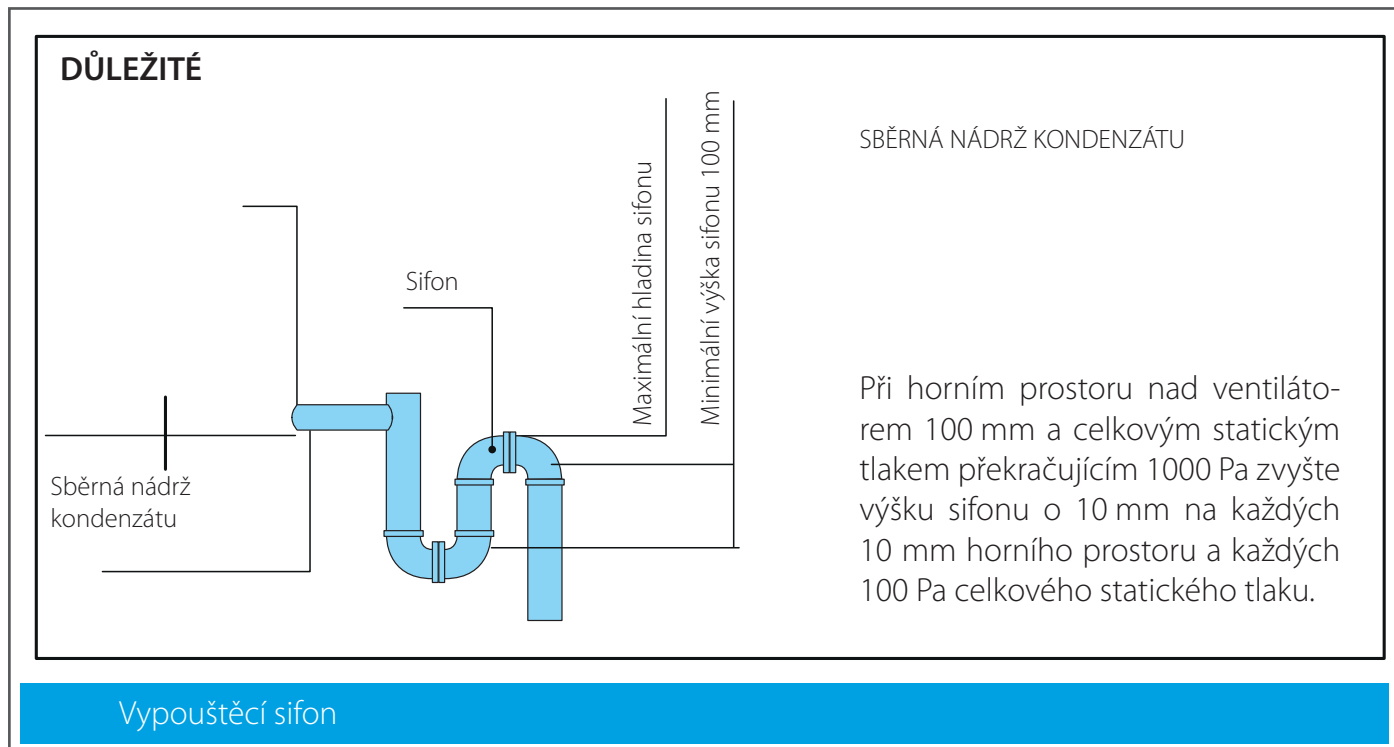 DŮLEŽITÉ
SBĚRNÁ NÁDRŽ KONDENZÁTU
Maximální hladina sifonu
Minimální výška sifonu 100 mm
Sifon
Sběrná nádrž
kondenzátu
Při horním prostoru nad ventiláto-
rem 100 mm a celkovým statickým
tlakem překračujícím 1000 Pa zvyšte
výšku sifonu o 10 mm na každých
10 mm horního prostoru a každých
100 Pa celkového statického tlaku.
Vypouštěcí sifon